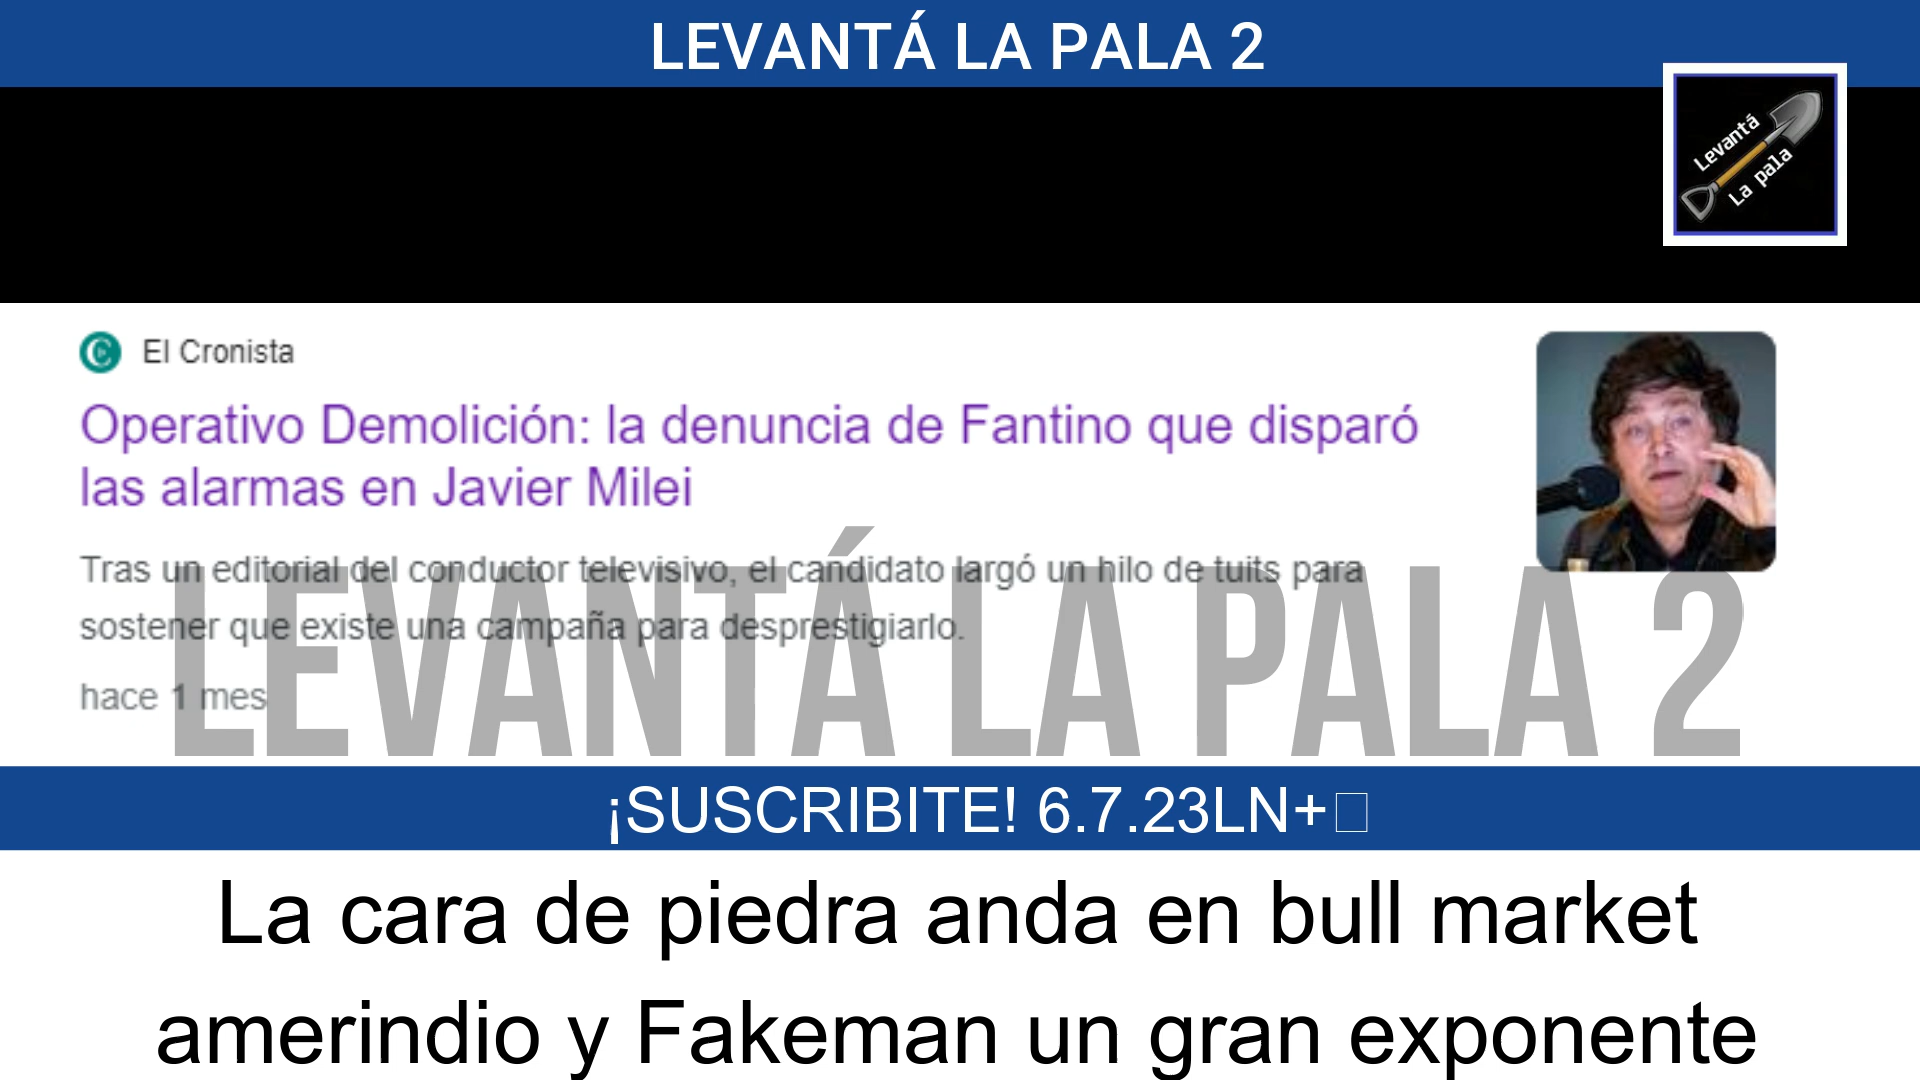 LEVANTÁ LA PALA 2
Levantá
La pala
El Cronista
Operativo Demolición: la denuncia de Fantino que disparó
las alarmas en Javier Milei
Tras un editorial del conductor televisivo, el candidato largó un hilo de tuits para
sostener que existe una campaña para desprestigiarlo.
hace 1 mes
LEVANTÁ LA PALA 2
¡SUSCRIBITE! 6.7.23LN+
La cara de piedra anda en bull market
amerindio y Fakeman un gran exponente